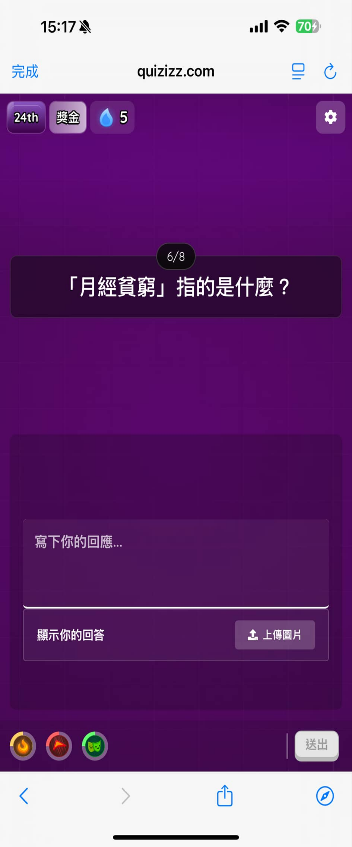 15:17
70
完成
quizizz.com
24th
獎金
5
6/8
「月經貧窮」指的是什麼？
寫下你的回應...
顯示你的回答
上傳圖片
送出